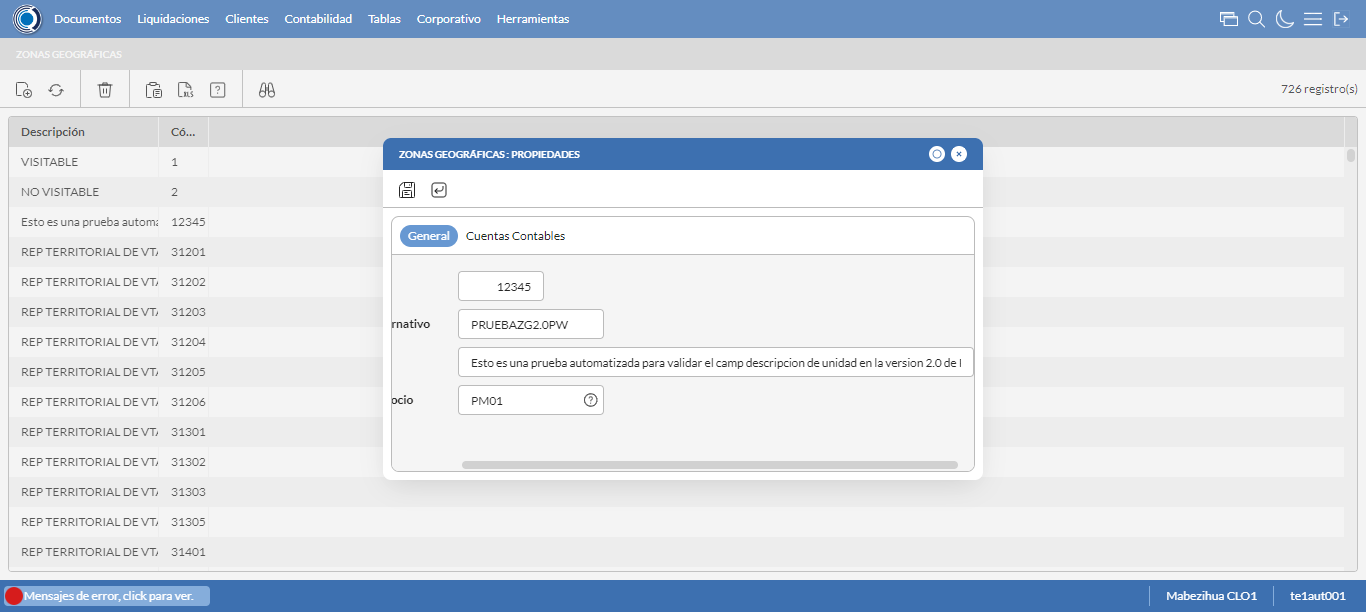 Documentos Liquidaciones Clientes Contabilidad Tablas Corporativo Herramientas
ZONAS GEOGRÁFICAS
XLS ?
726 registro(s)
Descripción Có...
VISITABLE 1
NO VISITABLE 2
Esto es una prueba automa 12345
REP TERRITORIAL DE VTA 31201
REP TERRITORIAL DE VTA 31202
REP TERRITORIAL DE VTA 31203
REP TERRITORIAL DE VTA 31204
REP TERRITORIAL DE VTA 31205
REP TERRITORIAL DE VTA 31206
REP TERRITORIAL DE VTA 31301
REP TERRITORIAL DE VTA 31302
REP TERRITORIAL DE VTA 31303
REP TERRITORIAL DE VTA 31305
REP TERRITORIAL DE VTA 31401
ZONAS GEOGRÁFICAS : PROPIEDADES
General Cuentas Contables
12345
rnativo PRUEBAZG2.0PW
Esto es una prueba automatizada para validar el camp descripcion de unidad en la version 2.0 de
ocio PM01 ?
Mensajes de error, click para ver.
Mabezihua CLO1 te1aut001